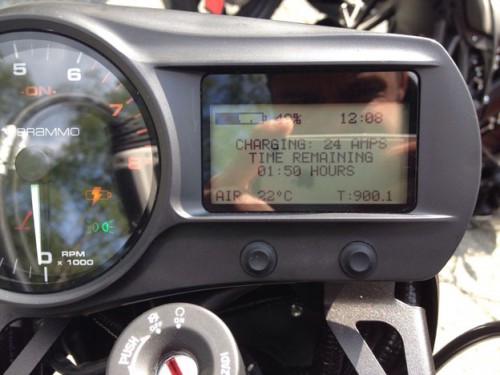 5 6 7 8
ON
BRAMMO
0
RPM
x 1000
12:08
CHARGING: 24 AMPS
TIME REMAINING
01:50 HOURS
AIR 22°C T:900.1
PUSH